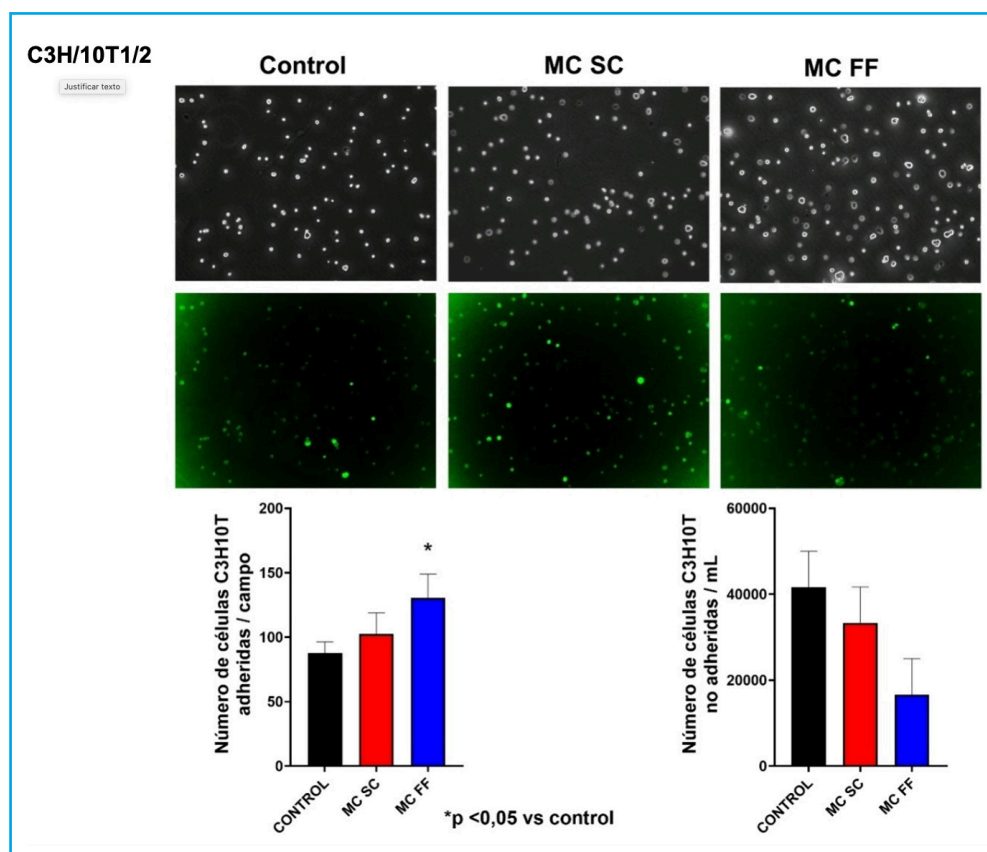 C3H/10T1/2
Justificar texto
Control
MC SC
MC FF
Número de células C3H10T
adheridas / campo
200
150
100
50
0
*
CONTROL
MC SC
MC FF
*p <0,05 vs control
Número de células C3H10T
no adheridas / mL
60000
40000
20000
0
CONTROL
MC SC
MC FF